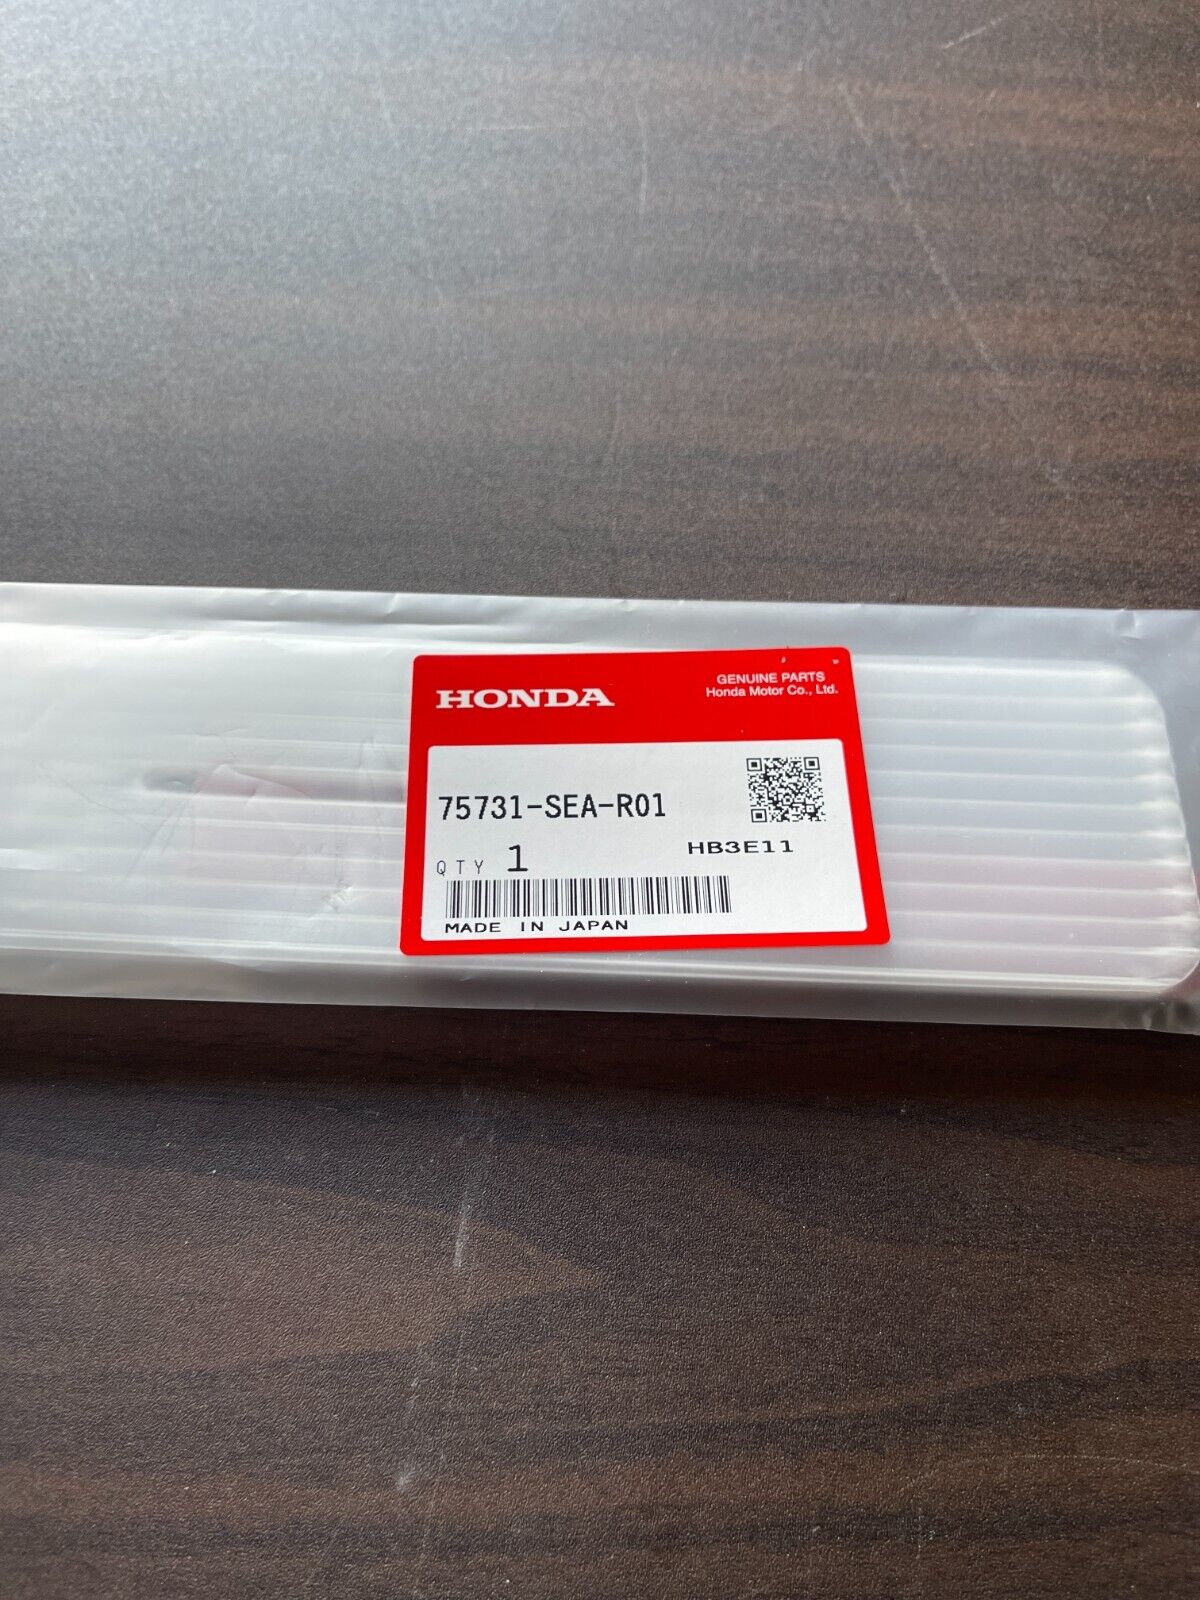 HONDA
GENUINE PARTS
Honda Motor Co., Ltd.
75731-SEA-R01
QTY 1
HB3E11
MADE IN JAPAN